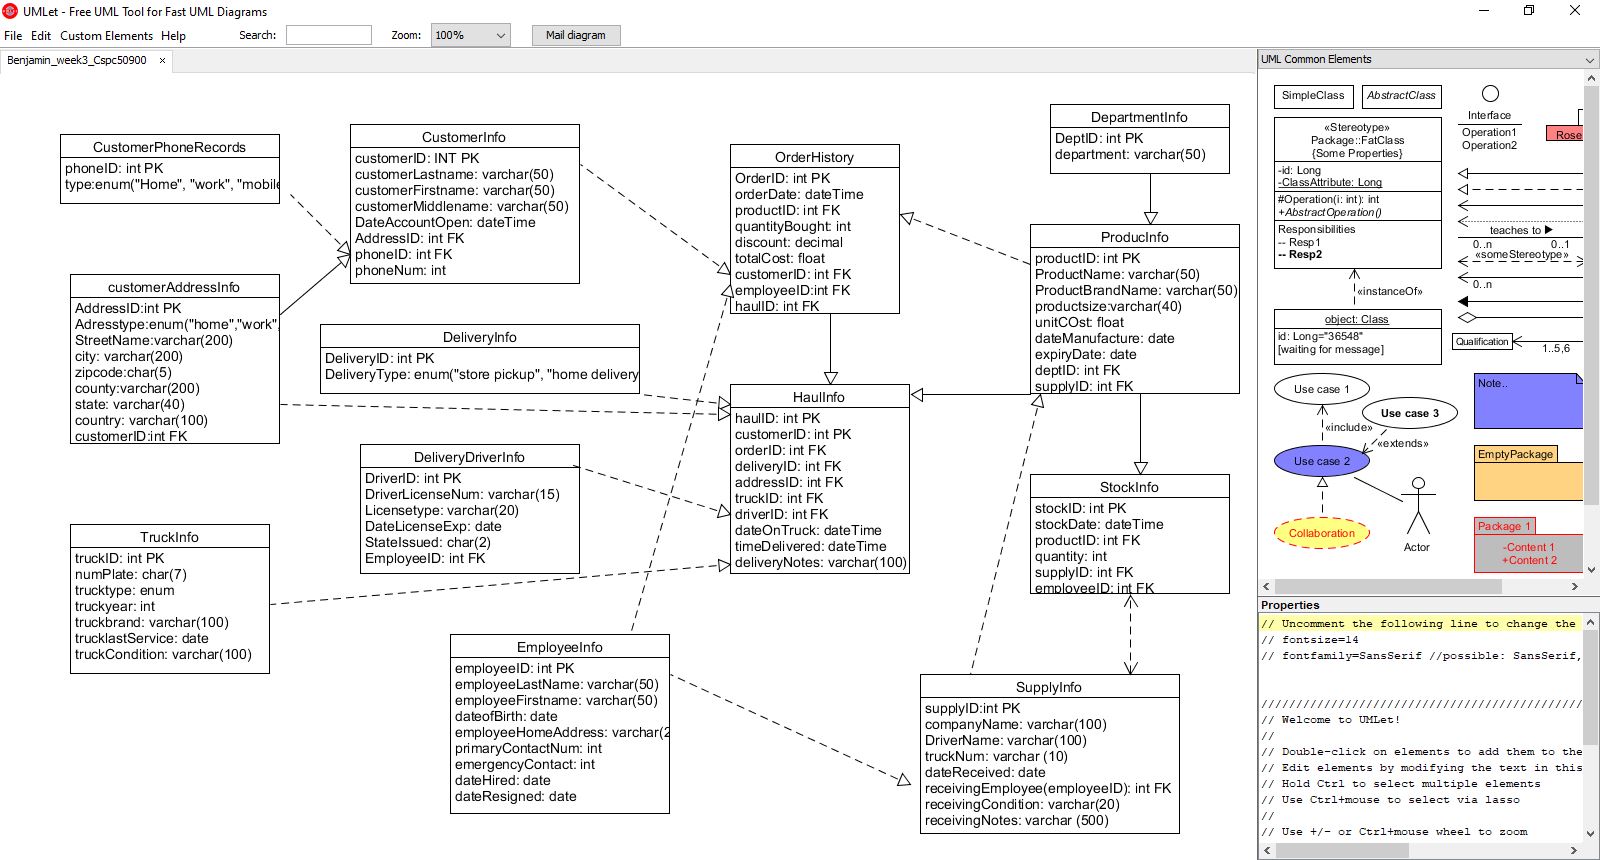 UMLet - Free UML Tool for Fast UML Diagrams
File Edit Custom Elements Help Search: Zoom: 100% Mail diagram
Benjamin_week3_Cspc50900 ×
CustomerPhoneRecords
phoneID: int PK
type:enum("Home", "work", "mobile
CustomerInfo
customerID: INT PK
customerLastname: varchar(50)
customerFirstname: varchar(50)
customerMiddlename: varchar(50)
DateAccountOpen: dateTime
AddressID: int FK
phoneID: int FK
phoneNum: int
OrderHistory
OrderID: int PK
orderDate: dateTime
productID: int FK
quantityBought: int
discount: decimal
totalCost: float
customerID: int FK
employeeID:int FK
haulID: int FK
DepartmentInfo
DeptID: int PK
department: varchar(50)
ProducInfo
productID: int PK
ProductName: varchar(50)
ProductBrandName: varchar(50)
productsize:varchar(40)
unitCOst: float
dateManufacture: date
expiryDate: date
deptID: int FK
supplyID: int FK
customerAddressInfo
AddressID:int PK
Adresstype:enum("home","work",
StreetName:varchar(200)
city: varchar(200)
zipcode:char(5)
county:varchar(200)
state: varchar(40)
country: varchar(100)
customerID:int FK
DeliveryInfo
DeliveryID: int PK
DeliveryType: enum("store pickup", "home delivery
HaulInfo
haulID: int PK
customerID: int PK
orderID: int FK
deliveryID: int FK
addressID: int FK
truckID: int FK
driverID: int FK
dateOnTruck: dateTime
timeDelivered: dateTime
deliveryNotes: varchar(100)
DeliveryDriverInfo
DriverID: int PK
DriverLicenseNum: varchar(15)
Licensetype: varchar(20)
DateLicenseExp: date
StateIssued: char(2)
EmployeeID: int FK
StockInfo
stockID: int PK
stockDate: dateTime
productID: int FK
quantity: int
supplyID: int FK
employeeID: int FK
TruckInfo
truckID: int PK
numPlate: char(7)
trucktype: enum
truckyear: int
truckbrand: varchar(100)
trucklastService: date
truckCondition: varchar(100)
EmployeeInfo
employeeID: int PK
employeeLastName: varchar(50)
employeeFirstname: varchar(50)
dateofBirth: date
employeeHomeAddress: varchar(2
primaryContactNum: int
emergencyContact: int
dateHired: date
dateResigned: date
SupplyInfo
supplyID:int PK
companyName: varchar(100)
DriverName: varchar(100)
truckNum: varchar (10)
dateReceived: date
receivingEmployee(employeeID): int FK
receivingCondition: varchar(20)
receivingNotes: varchar (500)
UML Common Elements
SimpleClass
AbstractClass
Interface
Operation1
Operation2
Rose
«Stereotype»
Package::FatClass
{Some Properties}
-id: Long
-ClassAttribute: Long
#Operation(i: int): int
+AbstractOperation()
Responsibilities
-- Resp1
-- Resp2
teaches to
0..n 0..1
«someStereotype»
0..n
«instanceOf»
object: Class
id: Long="36548"
[waiting for message]
Qualification
1..5,6
Use case 1
Use case 3
«include»
«extends»
Use case 2
Collaboration
Actor
Note..
EmptyPackage
Package 1
-Content 1
+Content 2
Properties
// Uncomment the following line to change the
// fontsize=14
// fontfamily=SansSerif //possible: SansSerif,
//////////////////////////////////////////////
// Welcome to UMLet!
//
// Double-click on elements to add them to the
// Edit elements by modifying the text in this
// Hold Ctrl to select multiple elements
// Use Ctrl+mouse to select via lasso
//
// Use +/- or Ctrl+mouse wheel to zoom